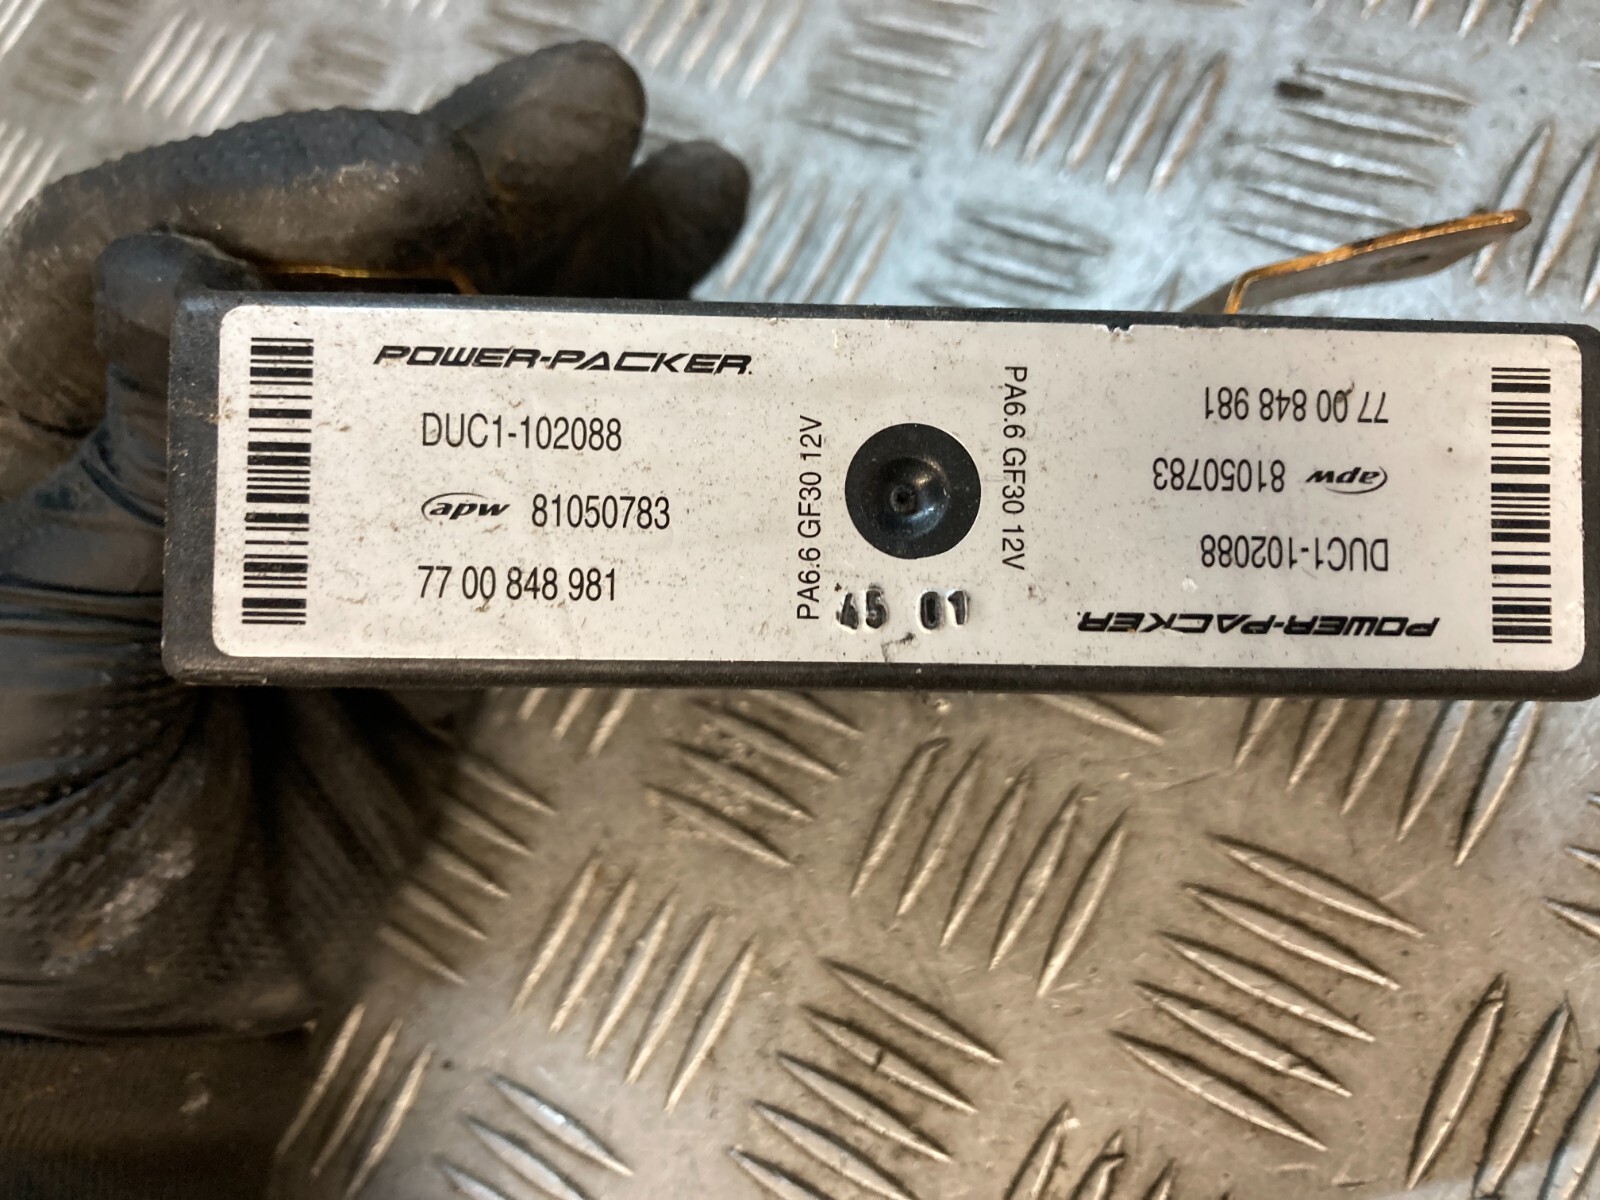 POWER-PACKER
DUC1-102088
apw 81050783
77 00 848 981
PA6.6 GF30 12V
45 01
PA6.6 GF30 12V
POWER-PACKER
DUC1-102088
apw 81050783
77 00 848 981